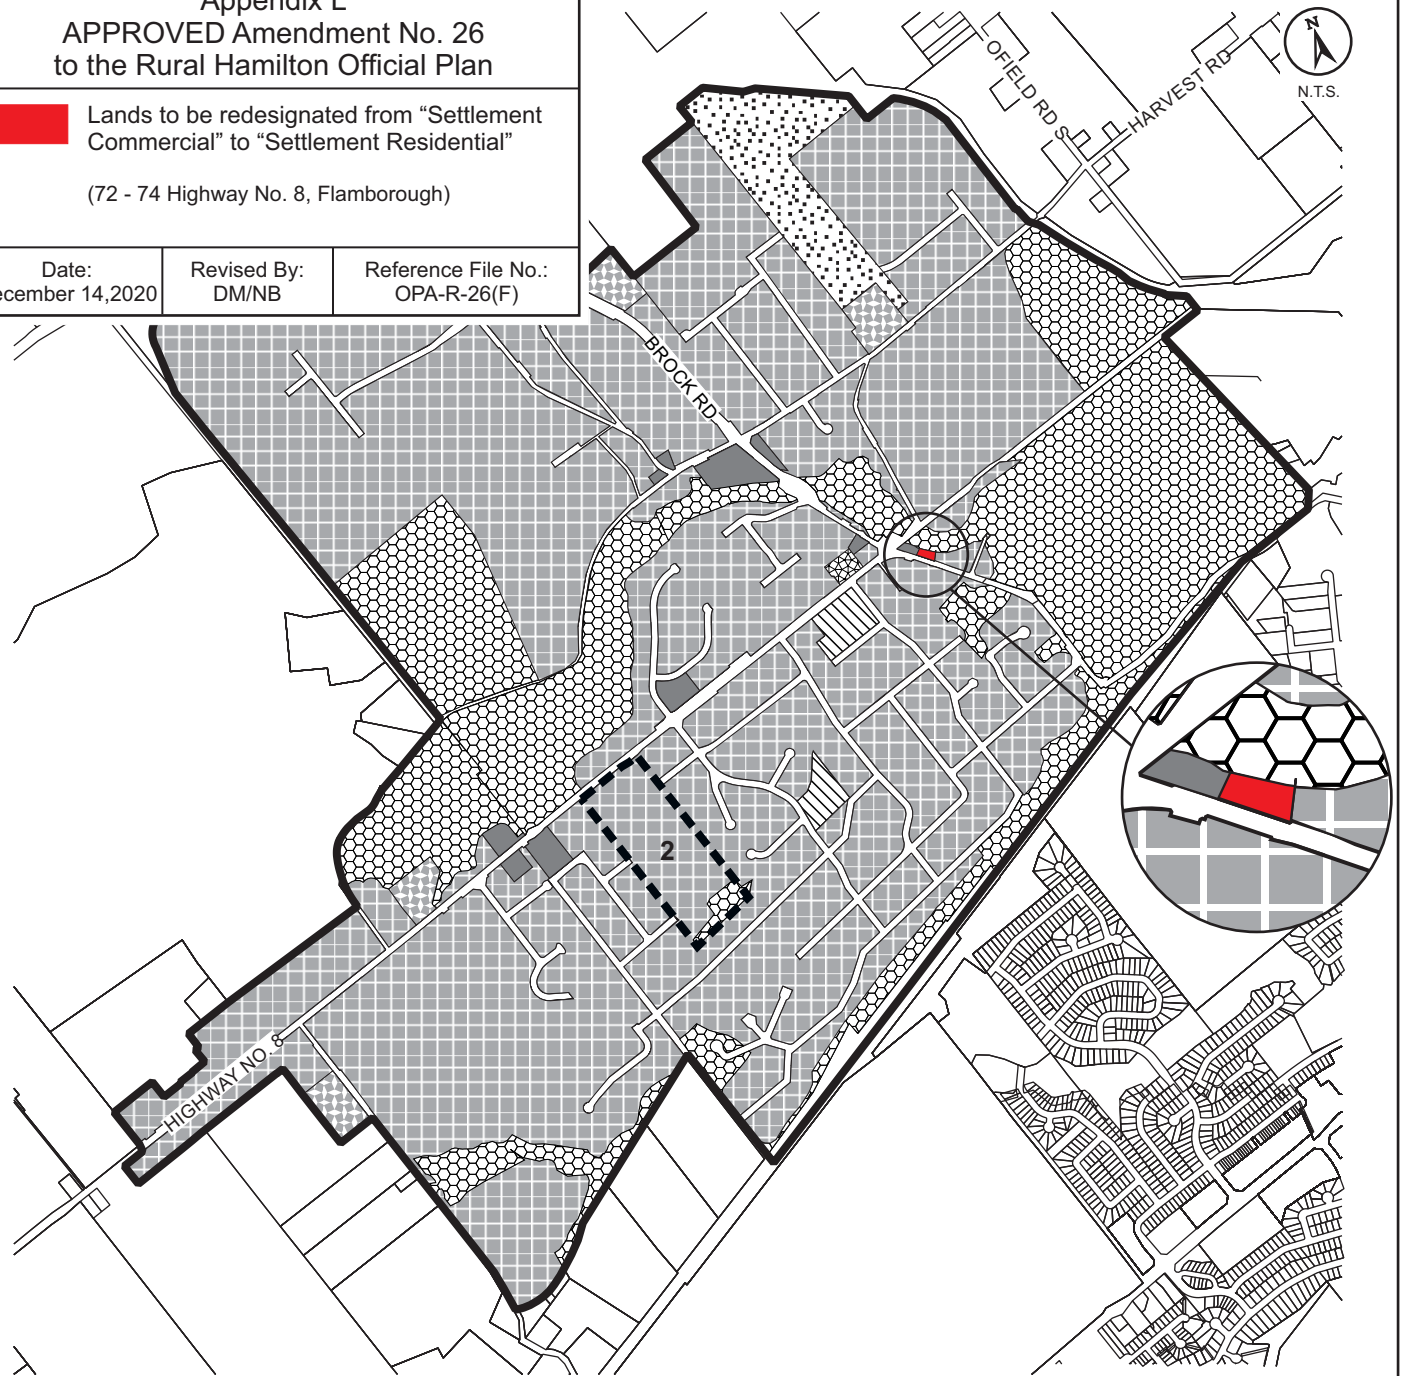 Appendix E
APPROVED Amendment No. 26
to the Rural Hamilton Official Plan
Lands to be redesignated from “Settlement
Commercial” to “Settlement Residential”
(72 - 74 Highway No. 8, Flamborough)
Date:
ecember 14,2020
Revised By:
DM/NB
Reference File No.:
OPA-R-26(F)
N
N.T.S.
OFIELD RD S
HARVEST RD
BROCK RD
2
HIGHWAY NO. 8